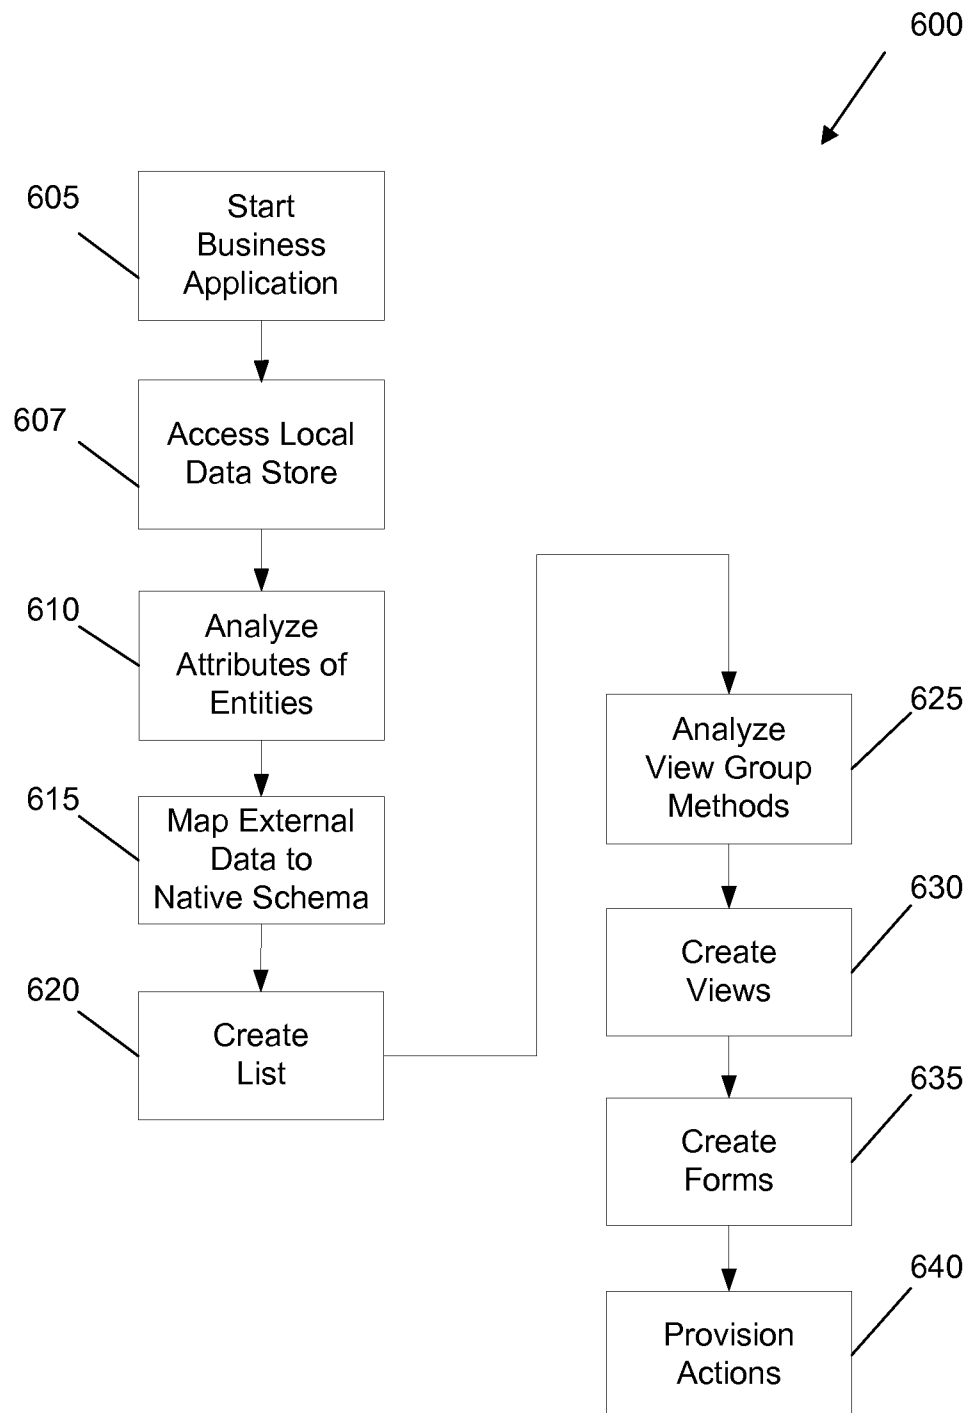 600
605
Start
Business
Application
607
Access Local
Data Store
610
Analyze
Attributes of
Entities
615
Map External
Data to
Native Schema
620
Create
List
625
Analyze
View Group
Methods
630
Create
Views
635
Create
Forms
640
Provision
Actions